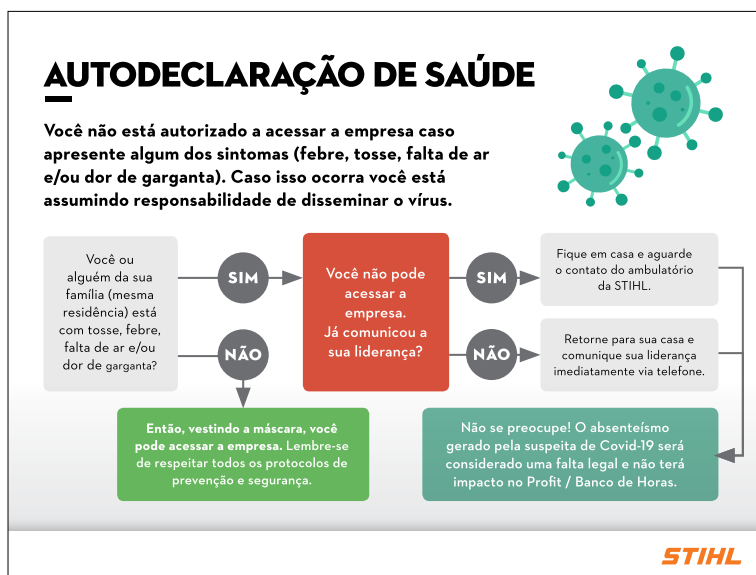 AUTODECLARAÇÃO DE SAÚDE
Você não está autorizado a acessar a empresa caso
apresente algum dos sintomas (febre, tosse, falta de ar
e/ou dor de garganta). Caso isso ocorra você está
assumindo responsabilidade de disseminar o vírus.
Você ou
alguém da sua
família (mesma
residência) está
com tosse, febre,
falta de ar e/ou
dor de garganta?
SIM
NÃO
Você não pode
acessar a
empresa.
Já comunicou a
sua liderança?
SIM
NÃO
Fique em casa e aguarde
o contato do ambulatório
da STIHL.
Retorne para sua casa e
comunique sua liderança
imediatamente via telefone.
Então, vestindo a máscara, você
pode acessar a empresa. Lembre-se
de respeitar todos os protocolos de
prevenção e segurança.
Não se preocupe! O absenteísmo
gerado pela suspeita de Covid-19 será
considerado uma falta legal e não terá
impacto no Profit / Banco de Horas.
STIHL